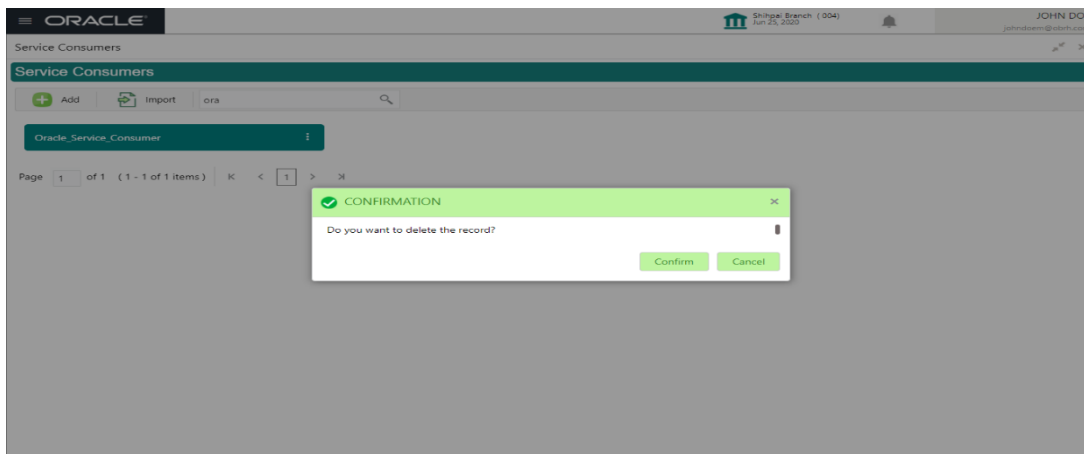 ORACLE
Shihpal Branch ( 004)
Jun 25, 2020
JOHN DO
Service Consumers
Service Consumers
Add Import ora
Oracle_Service_Consumer
Page 1 of 1 ( 1 - 1 of 1 items ) 1
CONFIRMATION
Do you want to delete the record?
Confirm Cancel